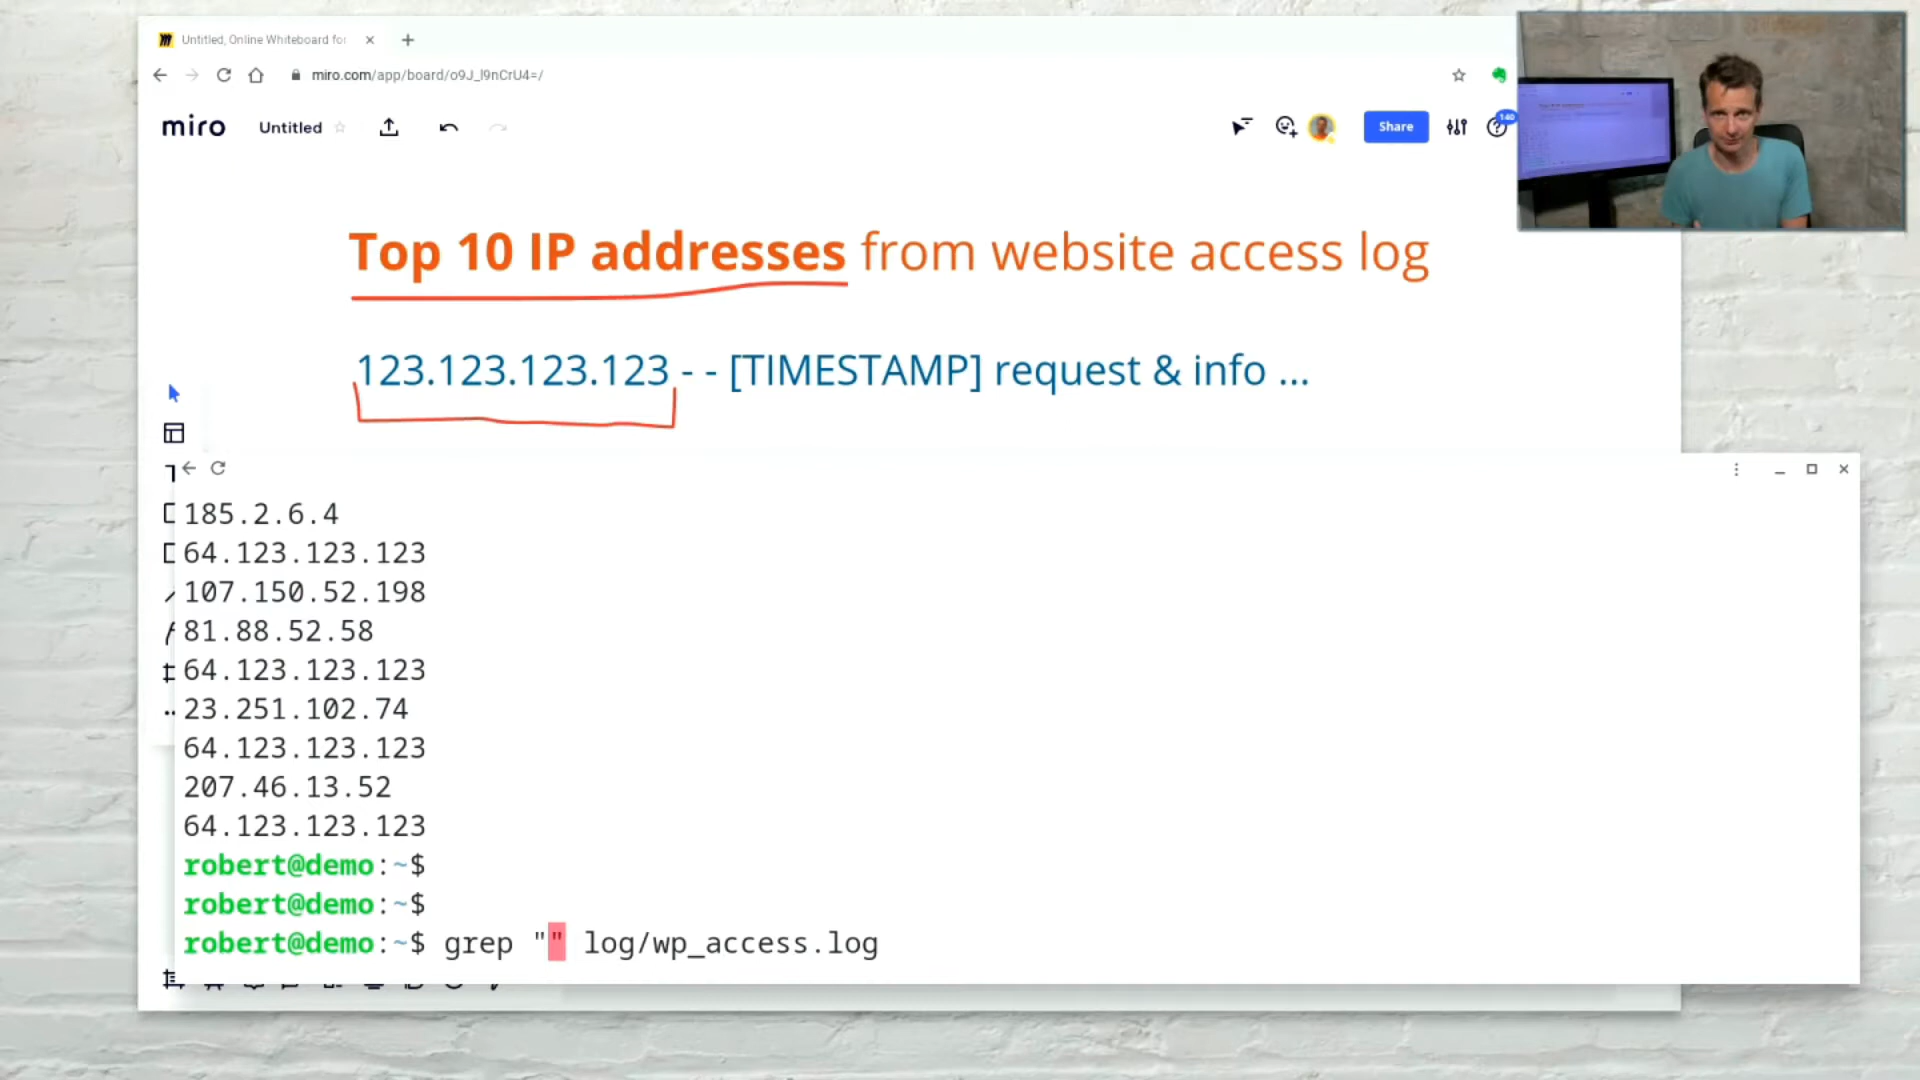 Untitled, Online Whiteboard for
miro.com/app/board/o9J_l9nCrU4=/
miro Untitled Share 140
Top 10 IP addresses from website access log
123.123.123.123 - - [TIMESTAMP] request & info ...
185.2.6.4
64.123.123.123
107.150.52.198
81.88.52.58
64.123.123.123
23.251.102.74
64.123.123.123
207.46.13.52
64.123.123.123
robert@demo:~$
robert@demo:~$
robert@demo:~$ grep "" log/wp_access.log